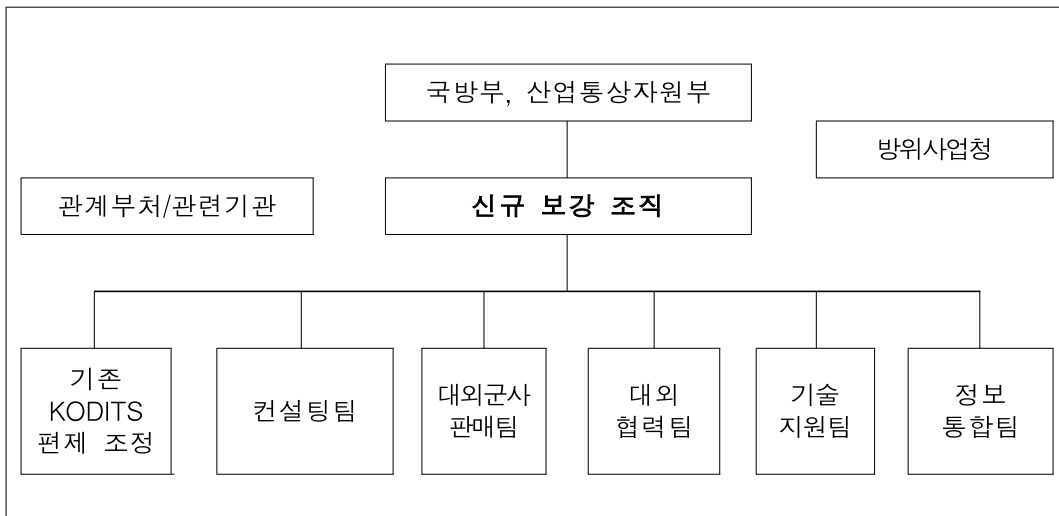 국방부, 산업통상자원부
방위사업청
관계부처/관련기관
신규 보강 조직
기존
KODITS
편제 조정
컨설팅팀
대외군사
판매팀
대외
협력팀
기술
지원팀
정보
통합팀